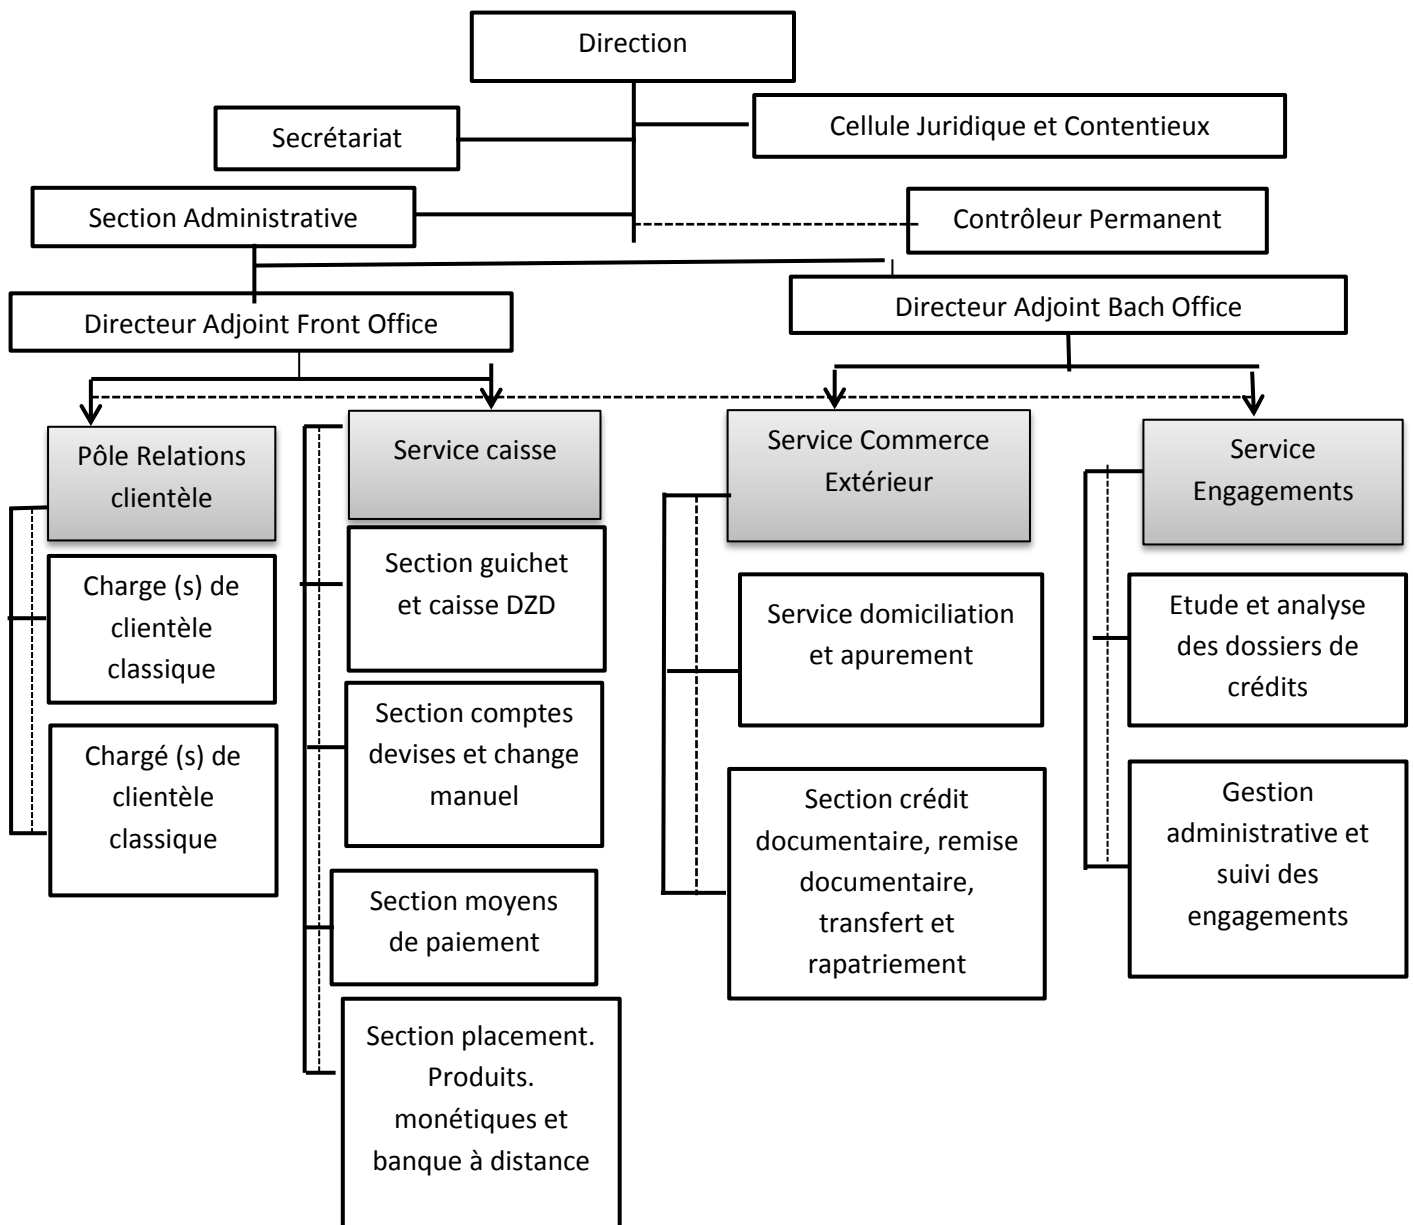 Direction
Secrétariat
Cellule Juridique et Contentieux
Section Administrative
Contrôleur Permanent
Directeur Adjoint Front Office
Directeur Adjoint Bach Office
Pôle Relations
clientèle
Charge (s) de
clientèle
classique
Chargé (s) de
clientèle
classique
Service caisse
Section guichet
et caisse DZD
Section comptes
devises et change
manuel
Section moyens
de paiement
Section placement.
Produits.
monétiques et
banque à distance
Service Commerce
Extérieur
Service domiciliation
et apurement
Section crédit
documentaire, remise
documentaire,
transfert et
rapatriement
Service
Engagements
Etude et analyse
des dossiers de
crédits
Gestion
administrative et
suivi des
engagements